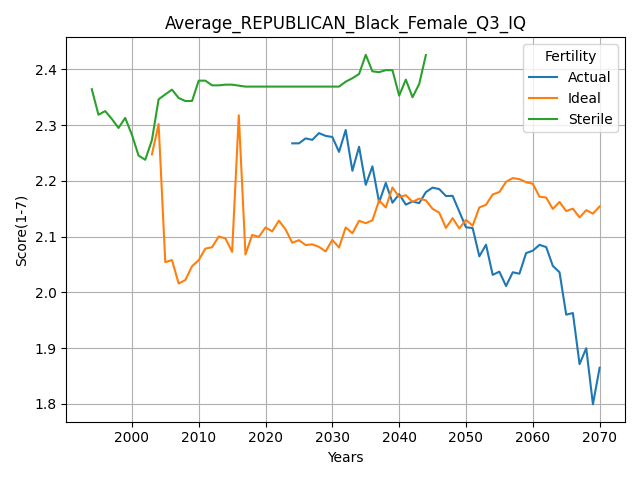 Average_REPUBLICAN_Black_Female_Q3_IQ
Fertility
Actual
Ideal
Sterile
Score(1-7)
2.4
2.3
2.2
2.1
2.0
1.9
1.8
2000 2010 2020 2030 2040 2050 2060 2070
Years